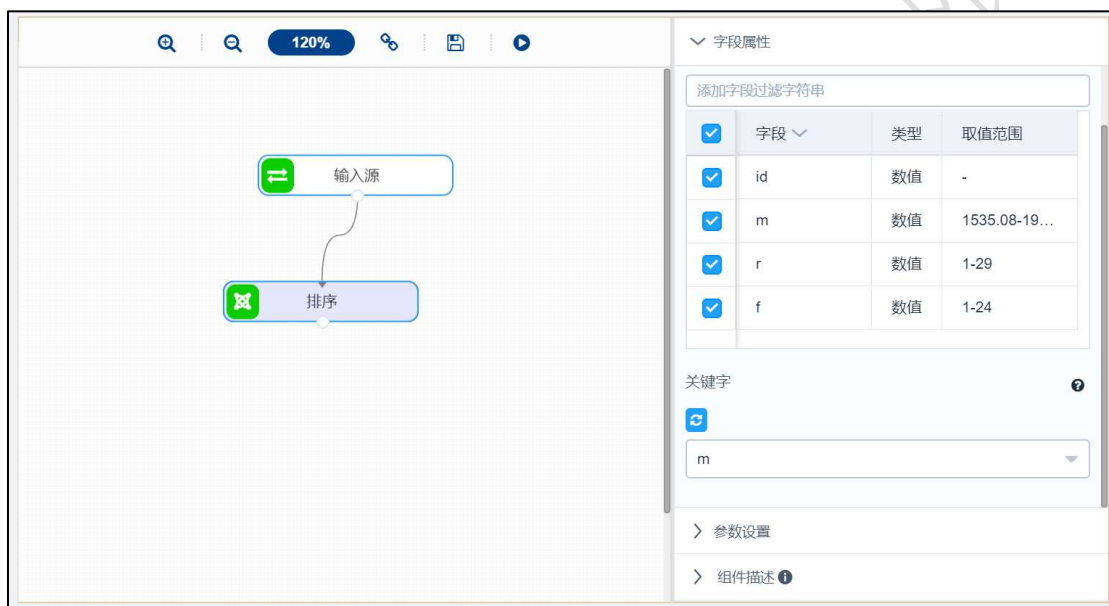 120%
输入源
排序
字段属性
添加字段过滤字符串
字段 类型 取值范围
id 数值 -
m 数值 1535.08-19...
r 数值 1-29
f 数值 1-24
关键字
m
参数设置
组件描述